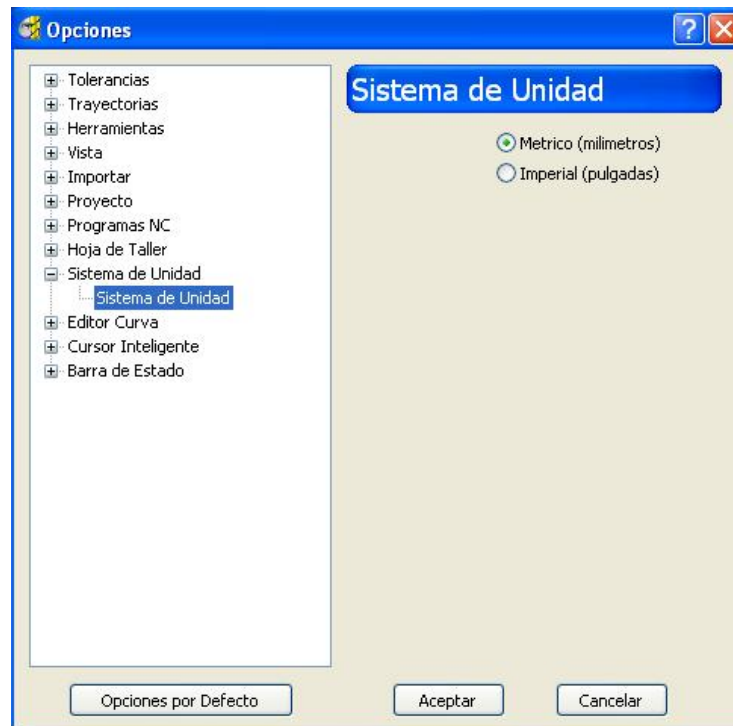 Opciones
Tolerancias
Trayectorias
Herramientas
Vista
Importar
Proyecto
Programas NC
Hoja de Taller
Sistema de Unidad
Sistema de Unidad
Editor Curva
Cursor Inteligente
Barra de Estado
Sistema de Unidad
Metrico (milimetros)
Imperial (pulgadas)
Opciones por Defecto
Aceptar
Cancelar